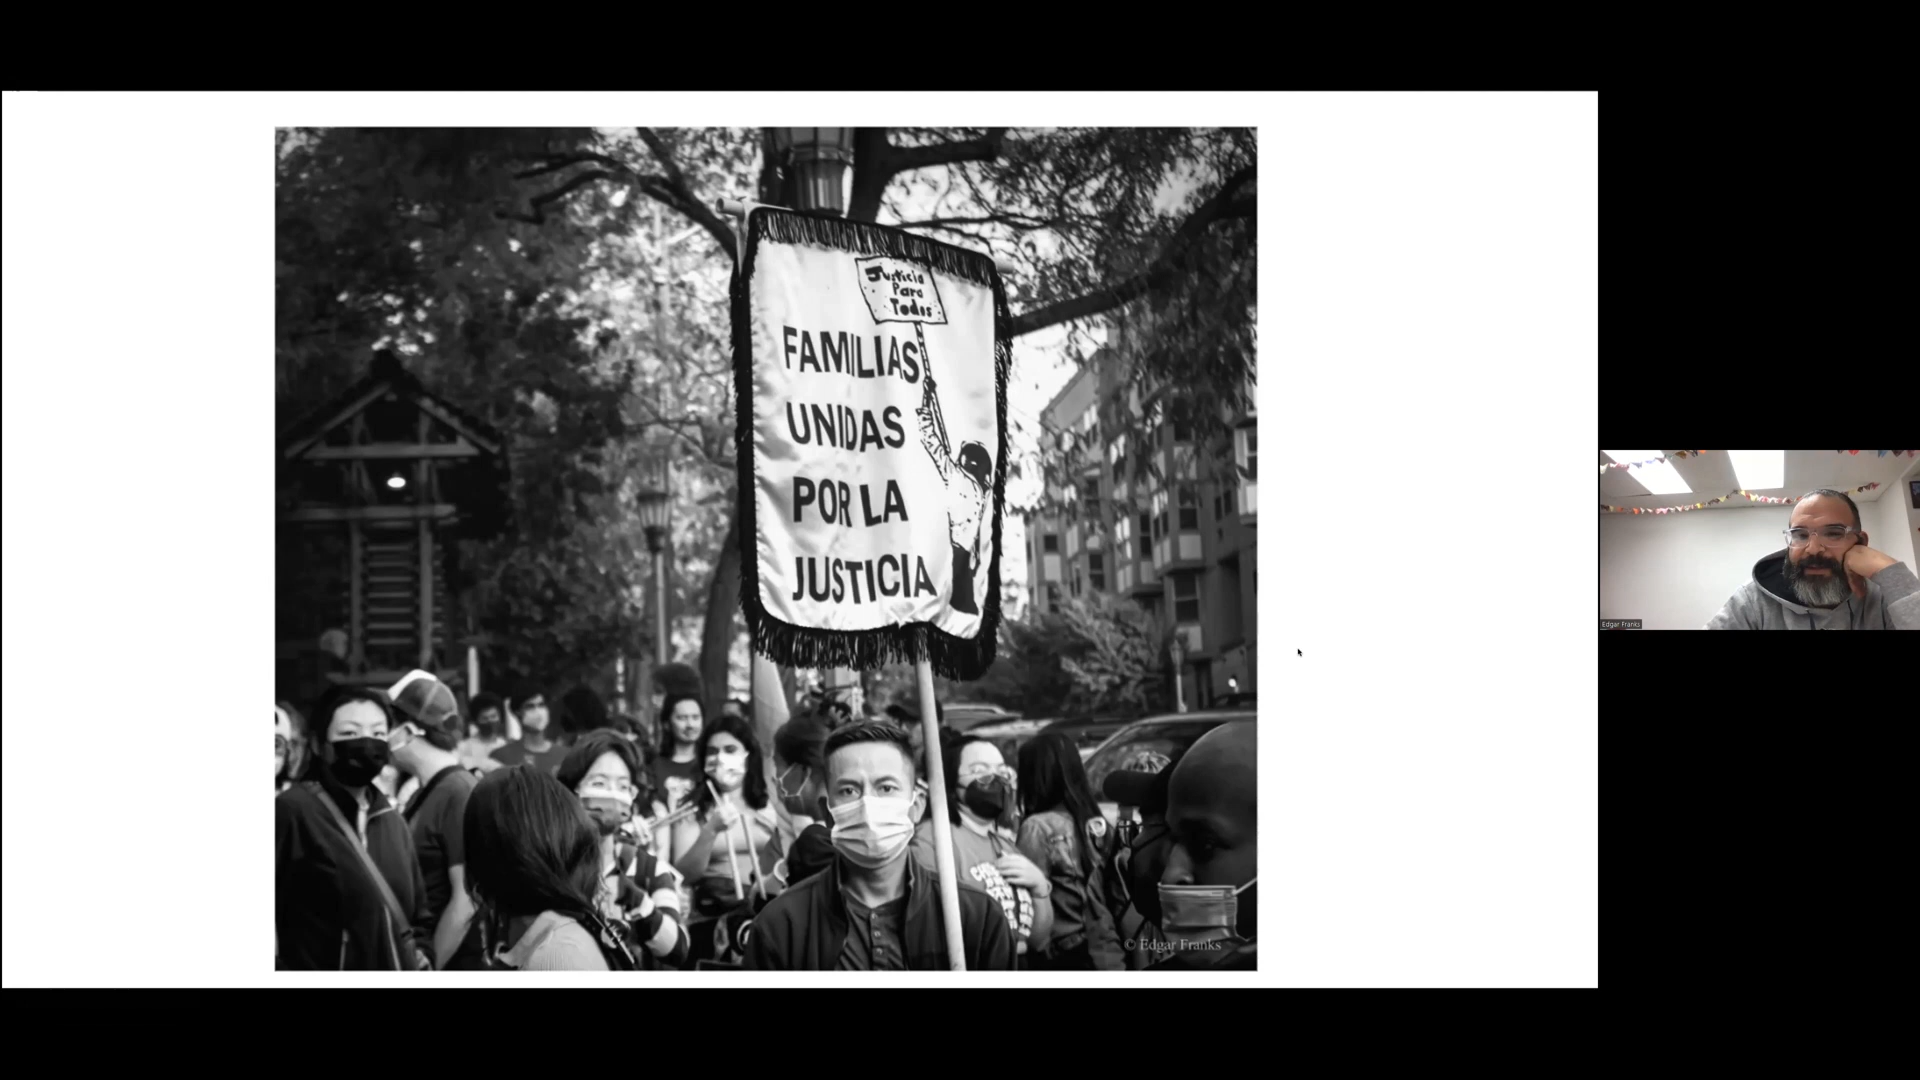 Justicia
Para
Todos
FAMILIAS
UNIDAS
POR LA
JUSTICIA
© Edgar Franks
Edgar Franks